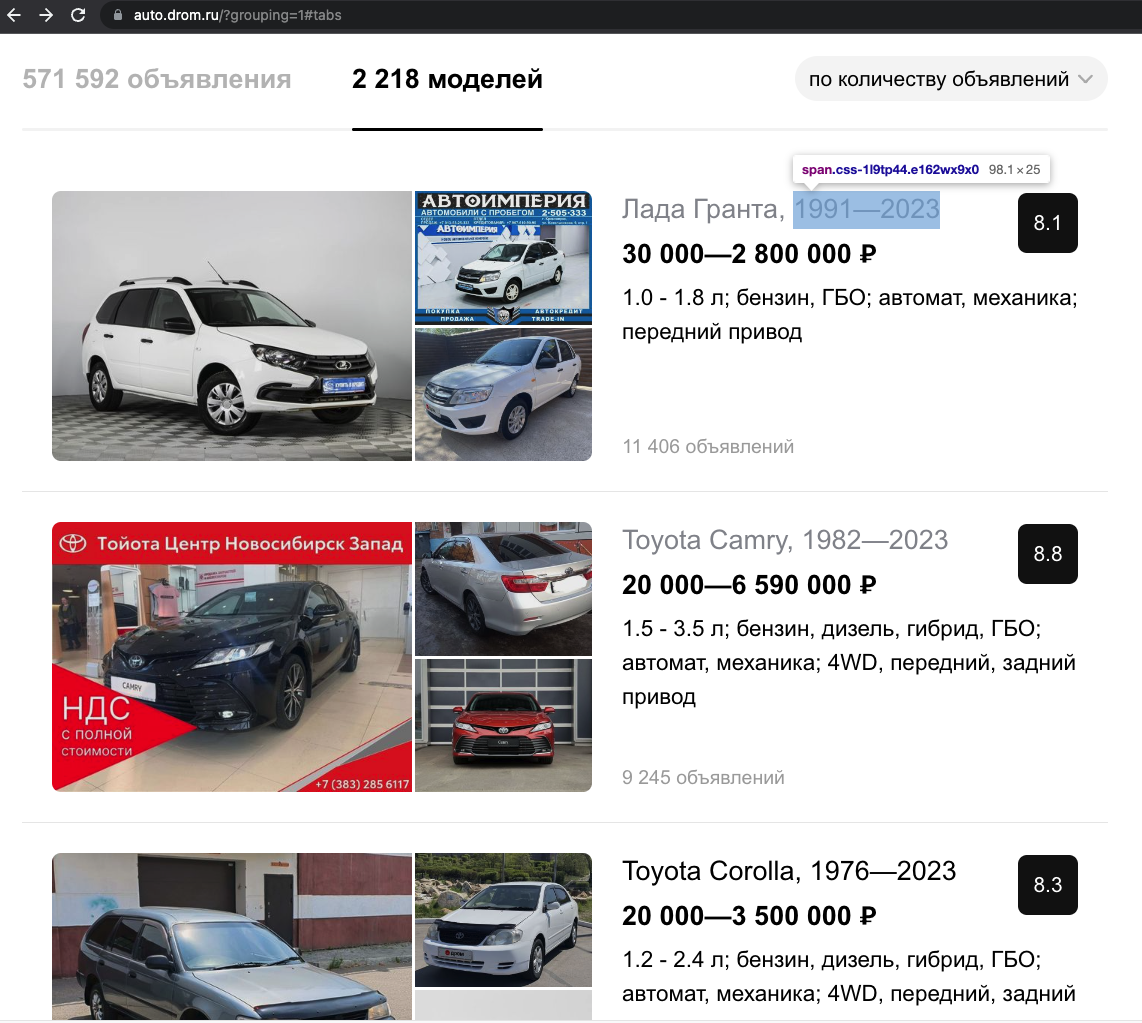 auto.drom.ru/?grouping=1#tabs
571 592 объявления
2 218 моделей
по количеству объявлений
span.css-1l9tp44.e162wx9x0 98.1 × 25
АВТОИМПЕРИЯ
АВТОМОБИЛИ С ПРОБЕГОМ 2-505-333
АВТОИМПЕРИЯ
ПОКУПКА
ПРОДАЖА
АВТОКРЕДИТ
TRADE-IN
Лада Гранта, 1991—2023
8.1
30 000—2 800 000 ₽
1.0 - 1.8 л; бензин, ГБО; автомат, механика;
передний привод
11 406 объявлений
Тойота Центр Новосибирск Запад
CAMRY
НДС
С ПОЛНОЙ
СТОИМОСТИ
+7 (383) 285 6117
Camry
Toyota Camry, 1982—2023
8.8
20 000—6 590 000 ₽
1.5 - 3.5 л; бензин, дизель, гибрид, ГБО;
автомат, механика; 4WD, передний, задний
привод
9 245 объявлений
Toyota Corolla, 1976—2023
8.3
20 000—3 500 000 ₽
1.2 - 2.4 л; бензин, дизель, гибрид, ГБО;
автомат, механика; 4WD, передний, задний